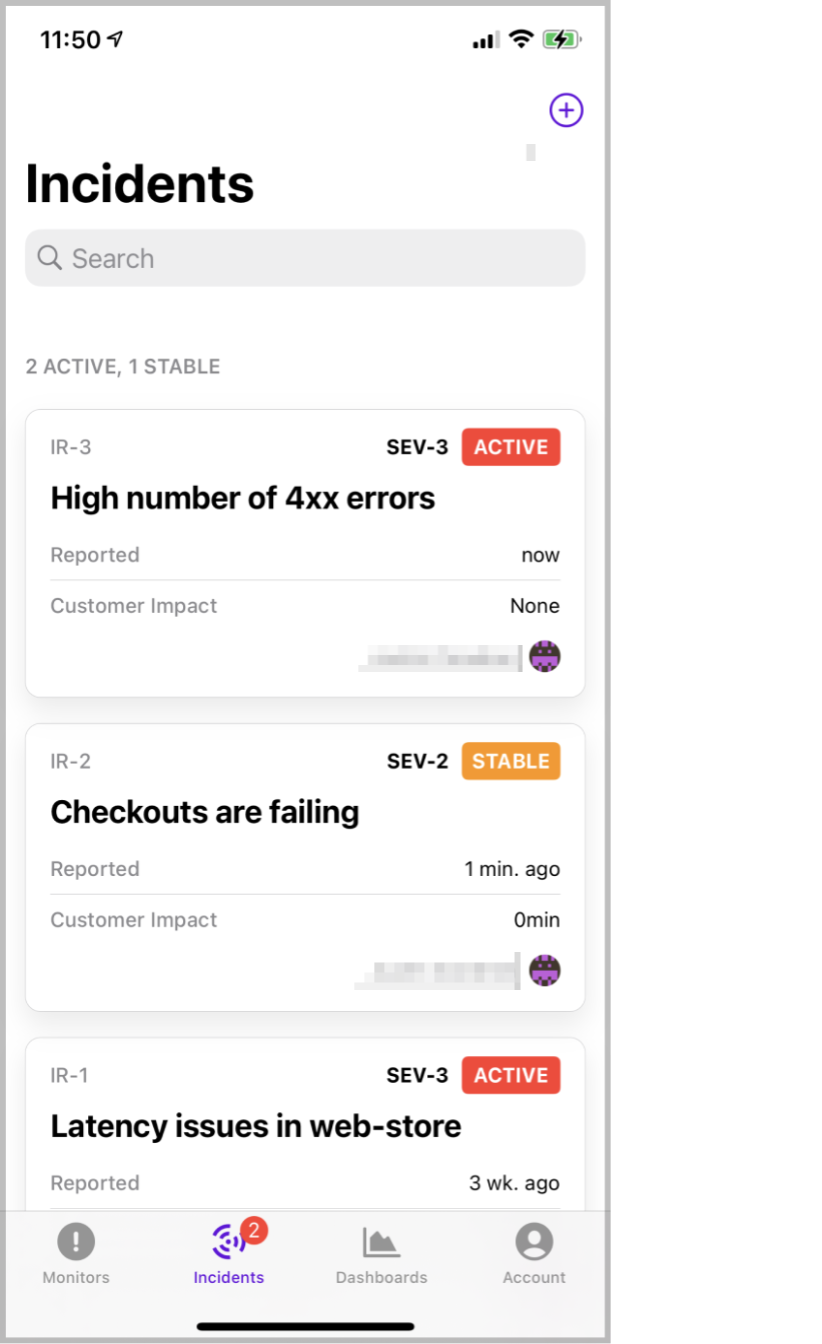 11:50
Incidents
Search
2 ACTIVE, 1 STABLE
IR-3 SEV-3 ACTIVE
High number of 4xx errors
Reported now
Customer Impact None
IR-2 SEV-2 STABLE
Checkouts are failing
Reported 1 min. ago
Customer Impact 0min
IR-1 SEV-3 ACTIVE
Latency issues in web-store
Reported 3 wk. ago
2
Monitors Incidents Dashboards Account